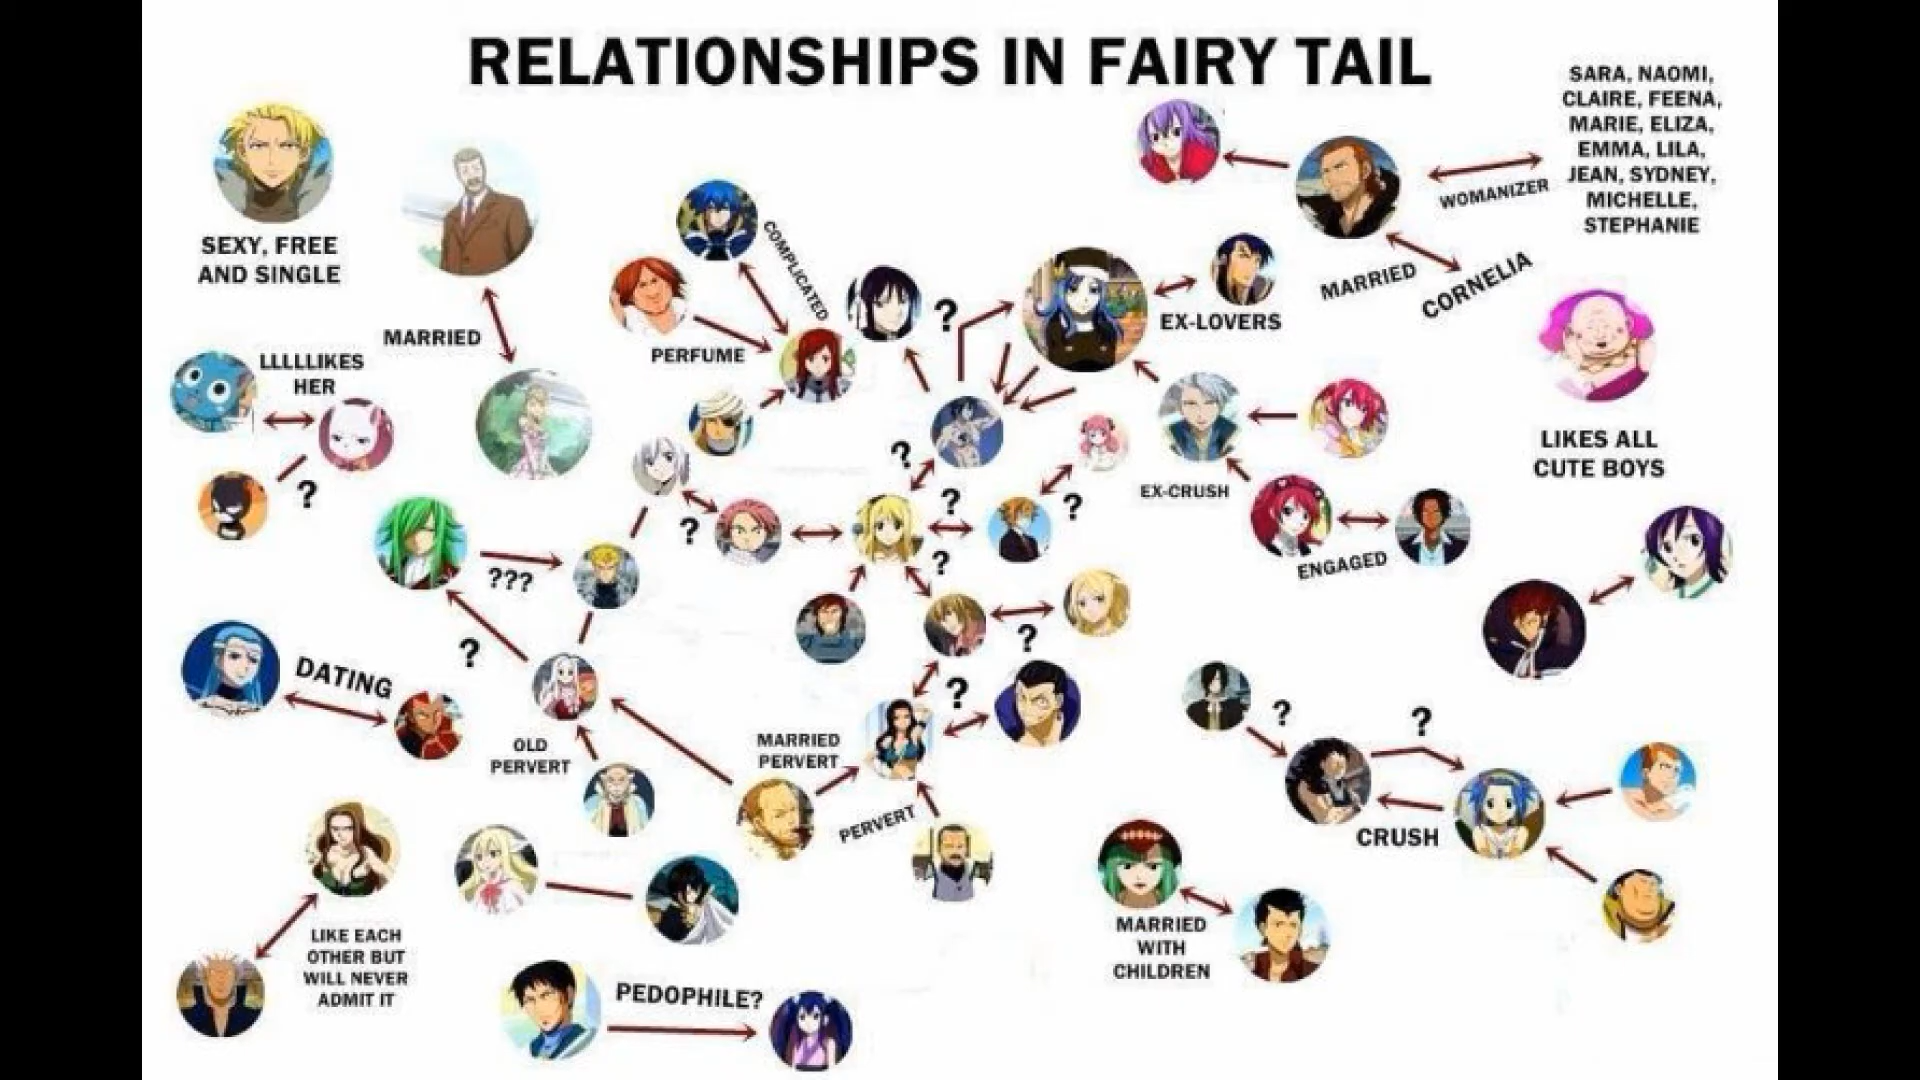 RELATIONSHIPS IN FAIRY TAIL
SARA, NAOMI,
CLAIRE, FEENA,
MARIE, ELIZA,
EMMA, LILA,
JEAN, SYDNEY,
MICHELLE,
STEPHANIE
WOMANIZER
MARRIED
CORNELIA
SEXY, FREE
AND SINGLE
MARRIED
COMPLICATED
PERFUME
?
EX-LOVERS
LLLLLIKES
HER
?
LIKES ALL
CUTE BOYS
EX-CRUSH
?
?
?
?
?
ENGAGED
???
?
?
DATING
?
?
?
OLD
PERVERT
MARRIED
PERVERT
PERVERT
CRUSH
LIKE EACH
OTHER BUT
WILL NEVER
ADMIT IT
MARRIED
WITH
CHILDREN
PEDOPHILE?